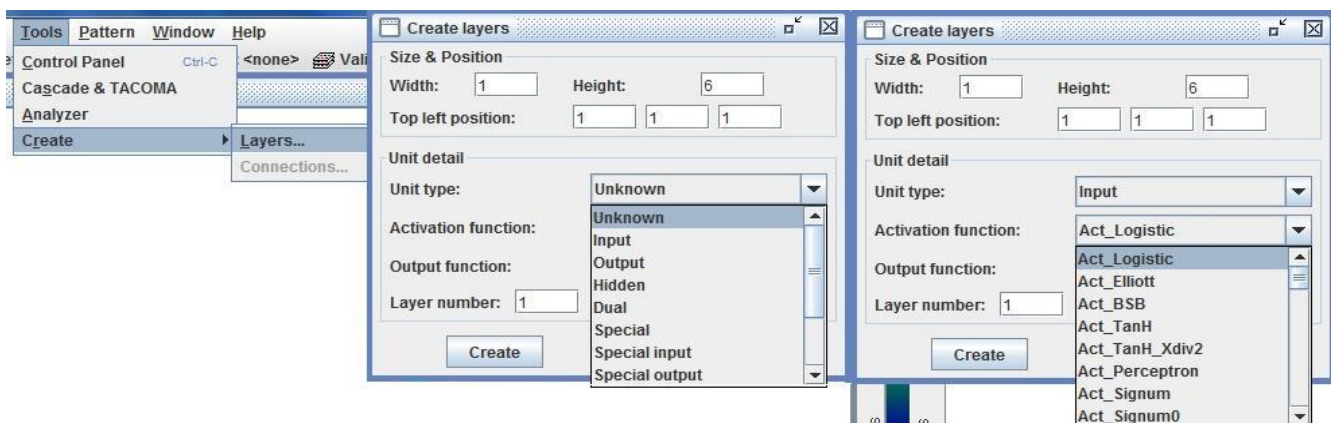 Tools Pattern Window Help
Control Panel Ctrl-C
<none> Vali
Cascade & TACOMA
Analyzer
Create
Layers...
Connections...
Create layers
Size & Position
Width: 1 Height: 6
Top left position: 1 1 1
Unit detail
Unit type: Unknown
Unknown
Activation function:
Input
Output function:
Output
Hidden
Layer number: 1
Dual
Special
Create
Special input
Special output
Create layers
Size & Position
Width: 1 Height: 6
Top left position: 1 1 1
Unit detail
Unit type: Input
Activation function: Act_Logistic
Act_Logistic
Output function:
Act_Elliott
Layer number: 1
Act_BSB
Act_TanH
Create
Act_TanH_Xdiv2
Act_Perceptron
Act_Signum
Act_Signum0